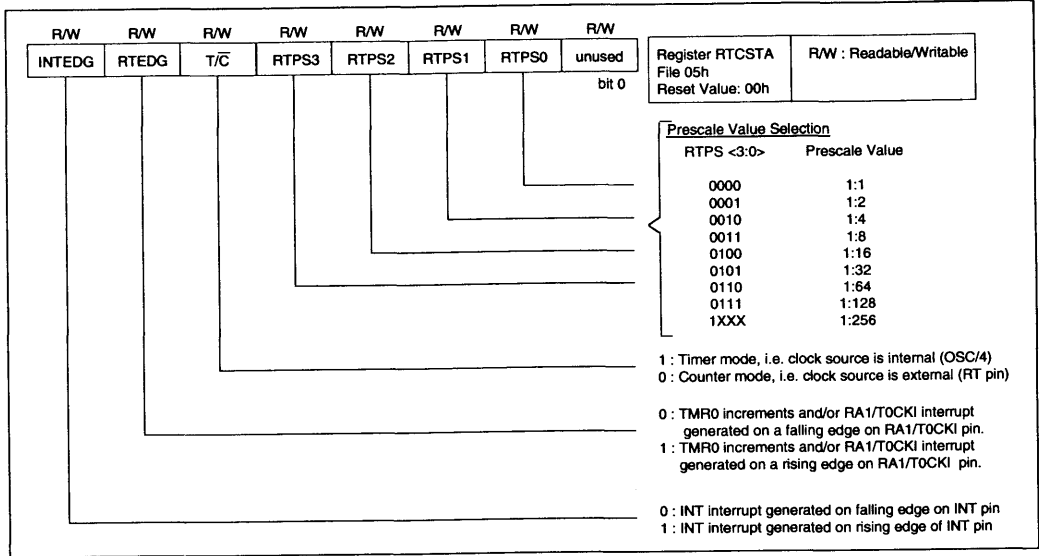 R/W R/W R/W R/W R/W R/W R/W R/W
INTEDG RTEDG T/C̅ RTPS3 RTPS2 RTPS1 RTPS0 unused
bit 0
Register RTCSTA
File 05h
Reset Value: 00h
R/W : Readable/Writable
Prescale Value Selection
RTPS <3:0> Prescale Value
0000 1:1
0001 1:2
0010 1:4
0011 1:8
0100 1:16
0101 1:32
0110 1:64
0111 1:128
1XXX 1:256
1 : Timer mode, i.e. clock source is internal (OSC/4)
0 : Counter mode, i.e. clock source is external (RT pin)
0 : TMR0 increments and/or RA1/T0CKI interrupt
generated on a falling edge on RA1/T0CKI pin.
1 : TMR0 increments and/or RA1/T0CKI interrupt
generated on a rising edge on RA1/T0CKI pin.
0 : INT interrupt generated on falling edge on INT pin
1 : INT interrupt generated on rising edge of INT pin